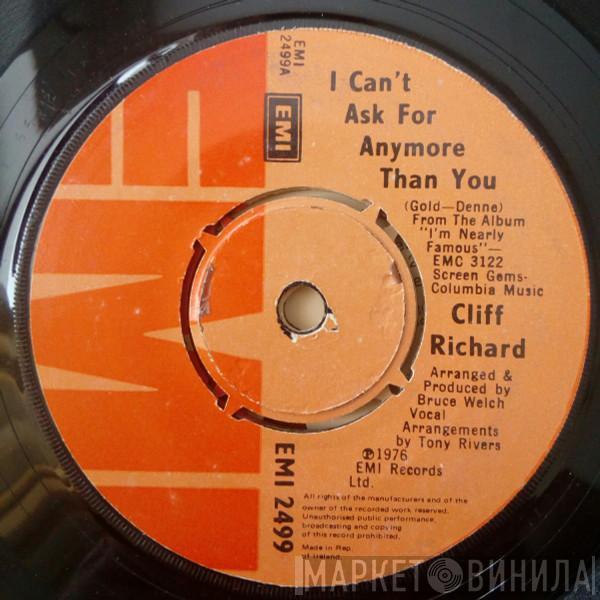 EMI
2499A
EMI
I Can't
Ask For
Anymore
Than You
(Gold—Denne)
From The Album
"I'm Nearly
Famous"—
EMC 3122
Screen Gems-
Columbia Music
Cliff
Richard
Arranged &
Produced by
Bruce Welch
Vocal
Arrangements
by Tony Rivers
℗1976
EMI Records
Ltd.
EMI 2499
All rights of the manufacturers and of the
owner of the recorded work reserved.
Unauthorised public performance,
broadcasting and copying
of this record prohibited.
Made in Rep.
of Ireland.
EMI
МАРКЕТ ВИНИЛА